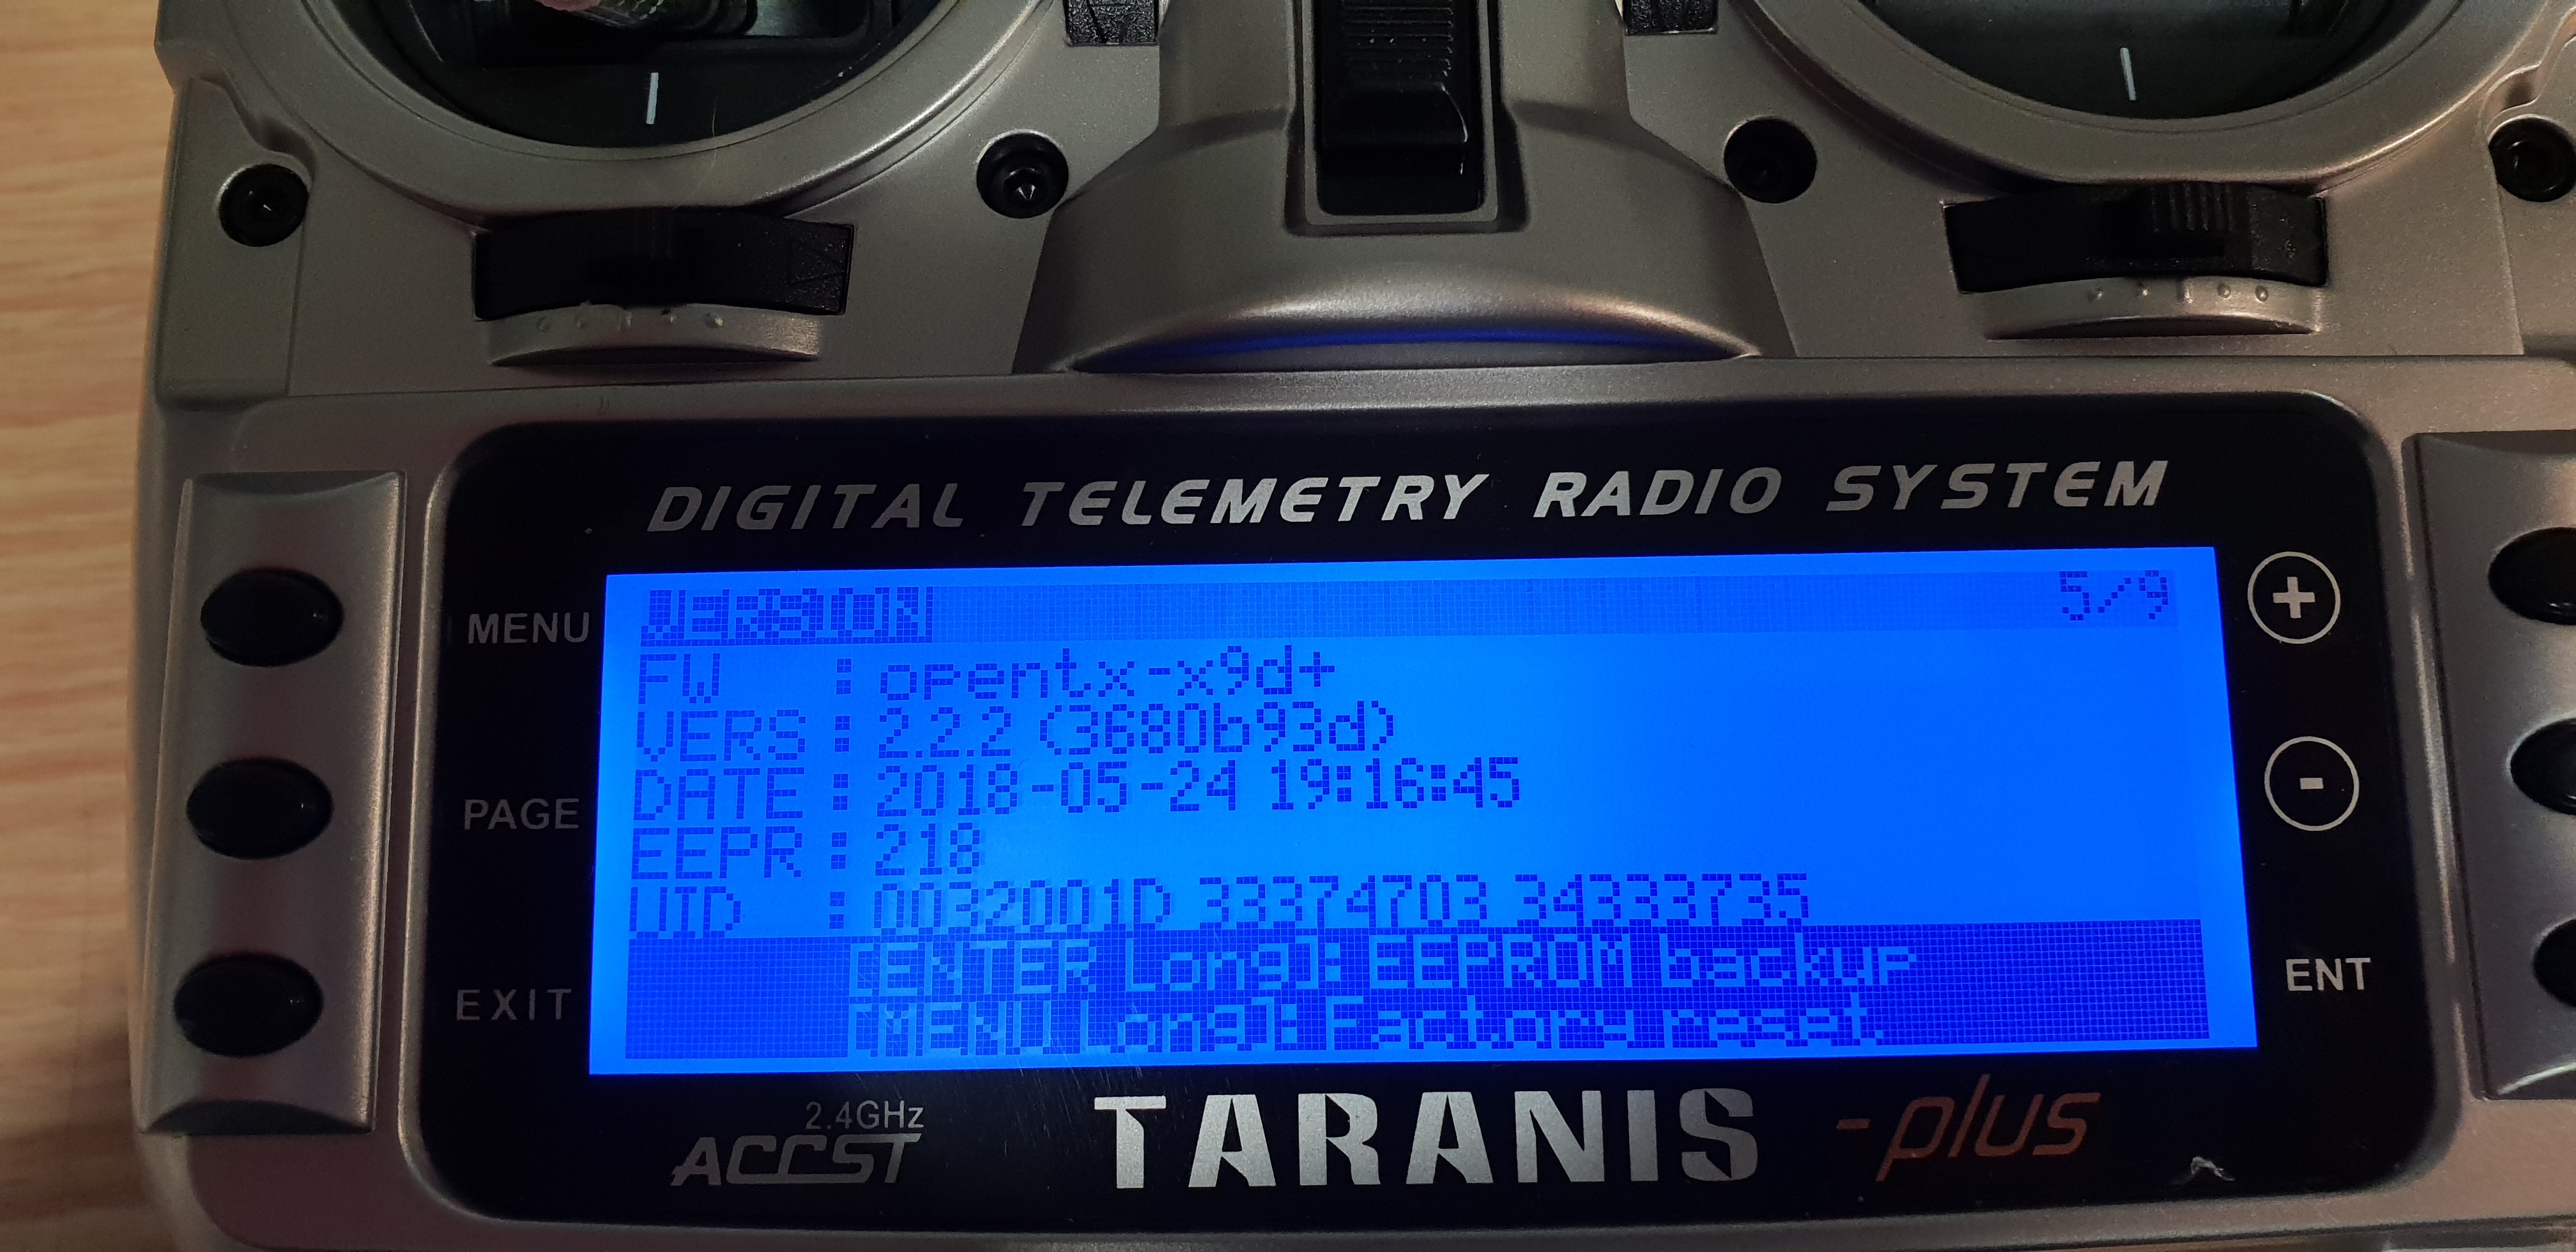 DIGITAL TELEMETRY RADIO SYSTEM
VERSION 5/9
FW : opentx-x9d+
VERS : 2.2.2 (3680b93d)
DATE : 2018-05-24 19:16:45
EEPR : 218
UID : 0032001D 33374703 34333735
[ENTER Long]: EEPROM backup
[MENU Long]: Factory reset
MENU
PAGE
EXIT
+
-
ENT
2.4GHz
ACCST
TARANIS -plus